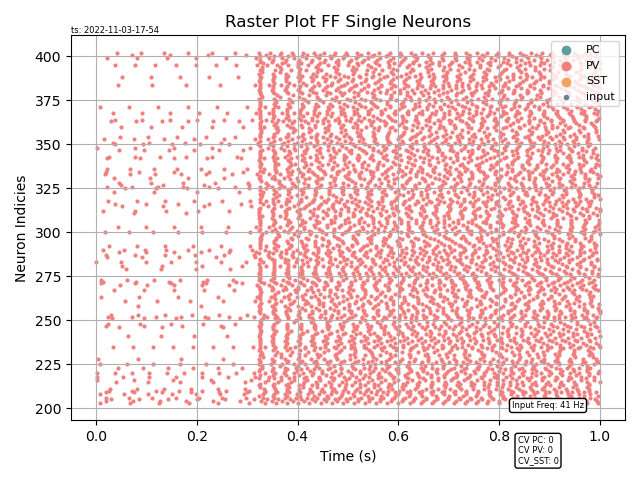 Raster Plot FF Single Neurons
ts: 2022-11-03-17-54
PC
PV
SST
input
Neuron Indicies
400
375
350
325
300
275
250
225
200
Input Freq: 41 Hz
0.0 0.2 0.4 0.6 0.8 1.0
Time (s)
CV PC: 0
CV PV: 0
CV_SST: 0